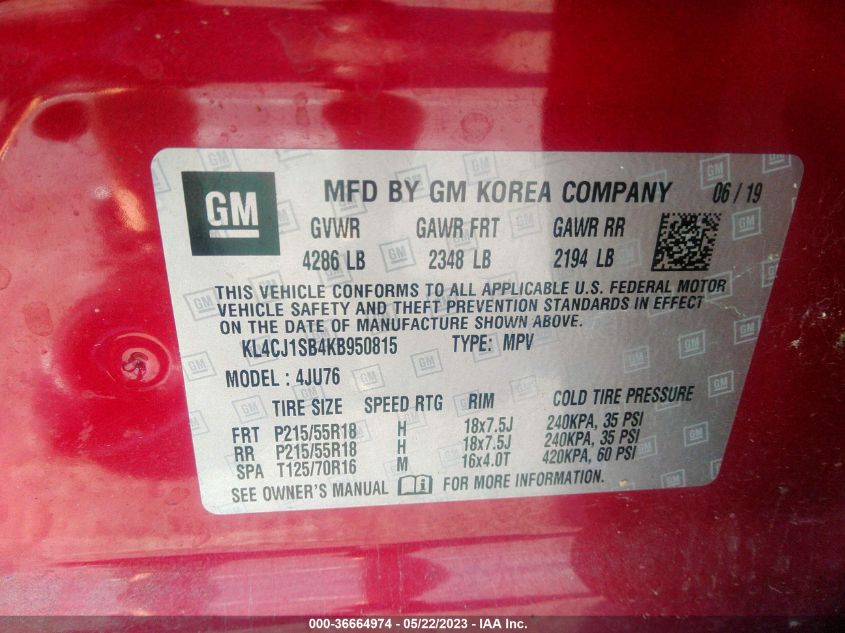 GM MFD BY GM KOREA COMPANY 06/19
GVWR GAWR FRT GAWR RR
4286 LB 2348 LB 2194 LB
THIS VEHICLE CONFORMS TO ALL APPLICABLE U.S. FEDERAL MOTOR
VEHICLE SAFETY AND THEFT PREVENTION STANDARDS IN EFFECT
ON THE DATE OF MANUFACTURE SHOWN ABOVE.
KL4CJ1SB4KB950815 TYPE: MPV
MODEL: 4JU76
TIRE SIZE SPEED RTG RIM COLD TIRE PRESSURE
FRT P215/55R18 H 18x7.5J 240KPA, 35 PSI
RR P215/55R18 H 18x7.5J 240KPA, 35 PSI
SPA T125/70R16 M 16x4.0T 420KPA, 60 PSI
SEE OWNER'S MANUAL FOR MORE INFORMATION.
000-36664974 - 05/22/2023 - IAA Inc.